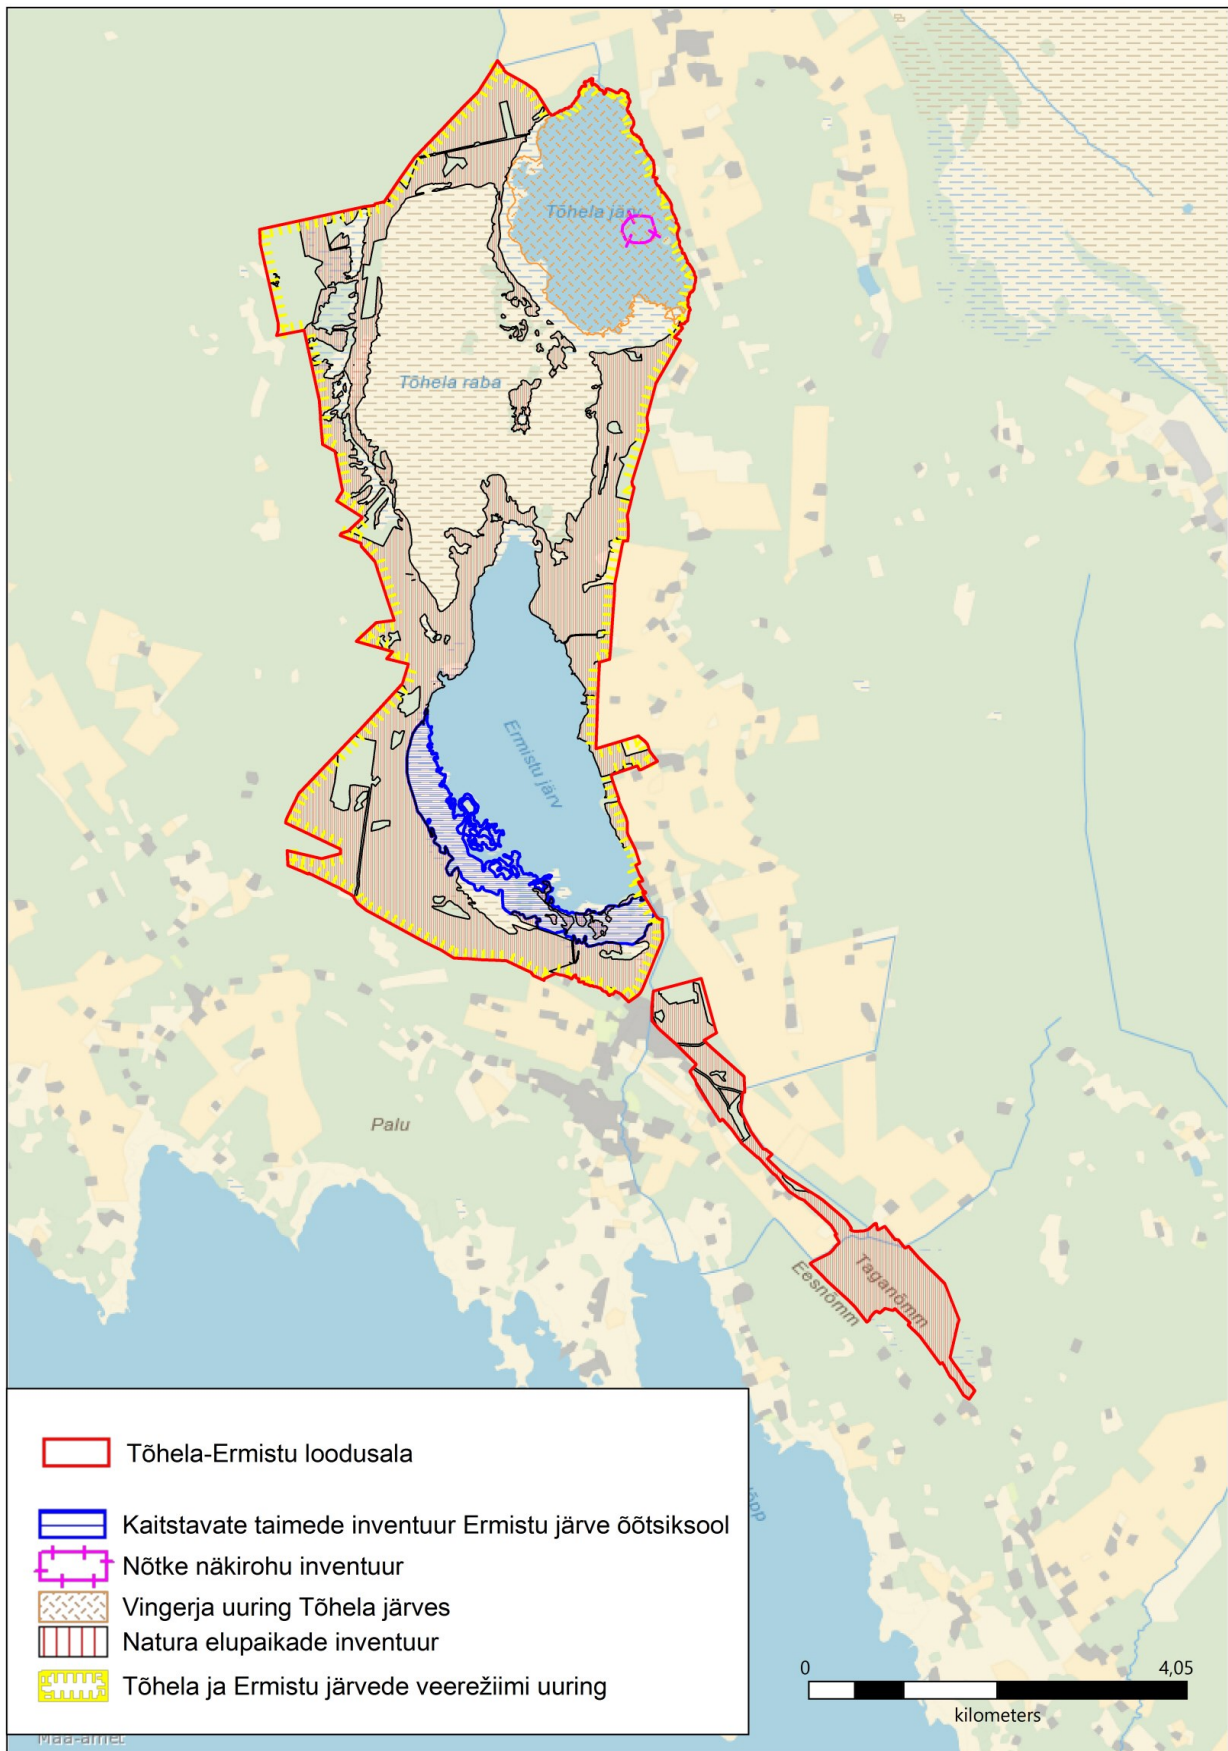 Tõhela järv
Tõhela raba
Ermistu järv
Palu
Taganõmm
Eesnõmm
Tõhela-Ermistu loodusala
Kaitstavate taimede inventuur Ermistu järve õõtsiksool
Nõtke näkirohu inventuur
Vingerja uuring Tõhela järves
Natura elupaikade inventuur
Tõhela ja Ermistu järvede veerežiimi uuring
0 4,05
kilometers
Maa-amet